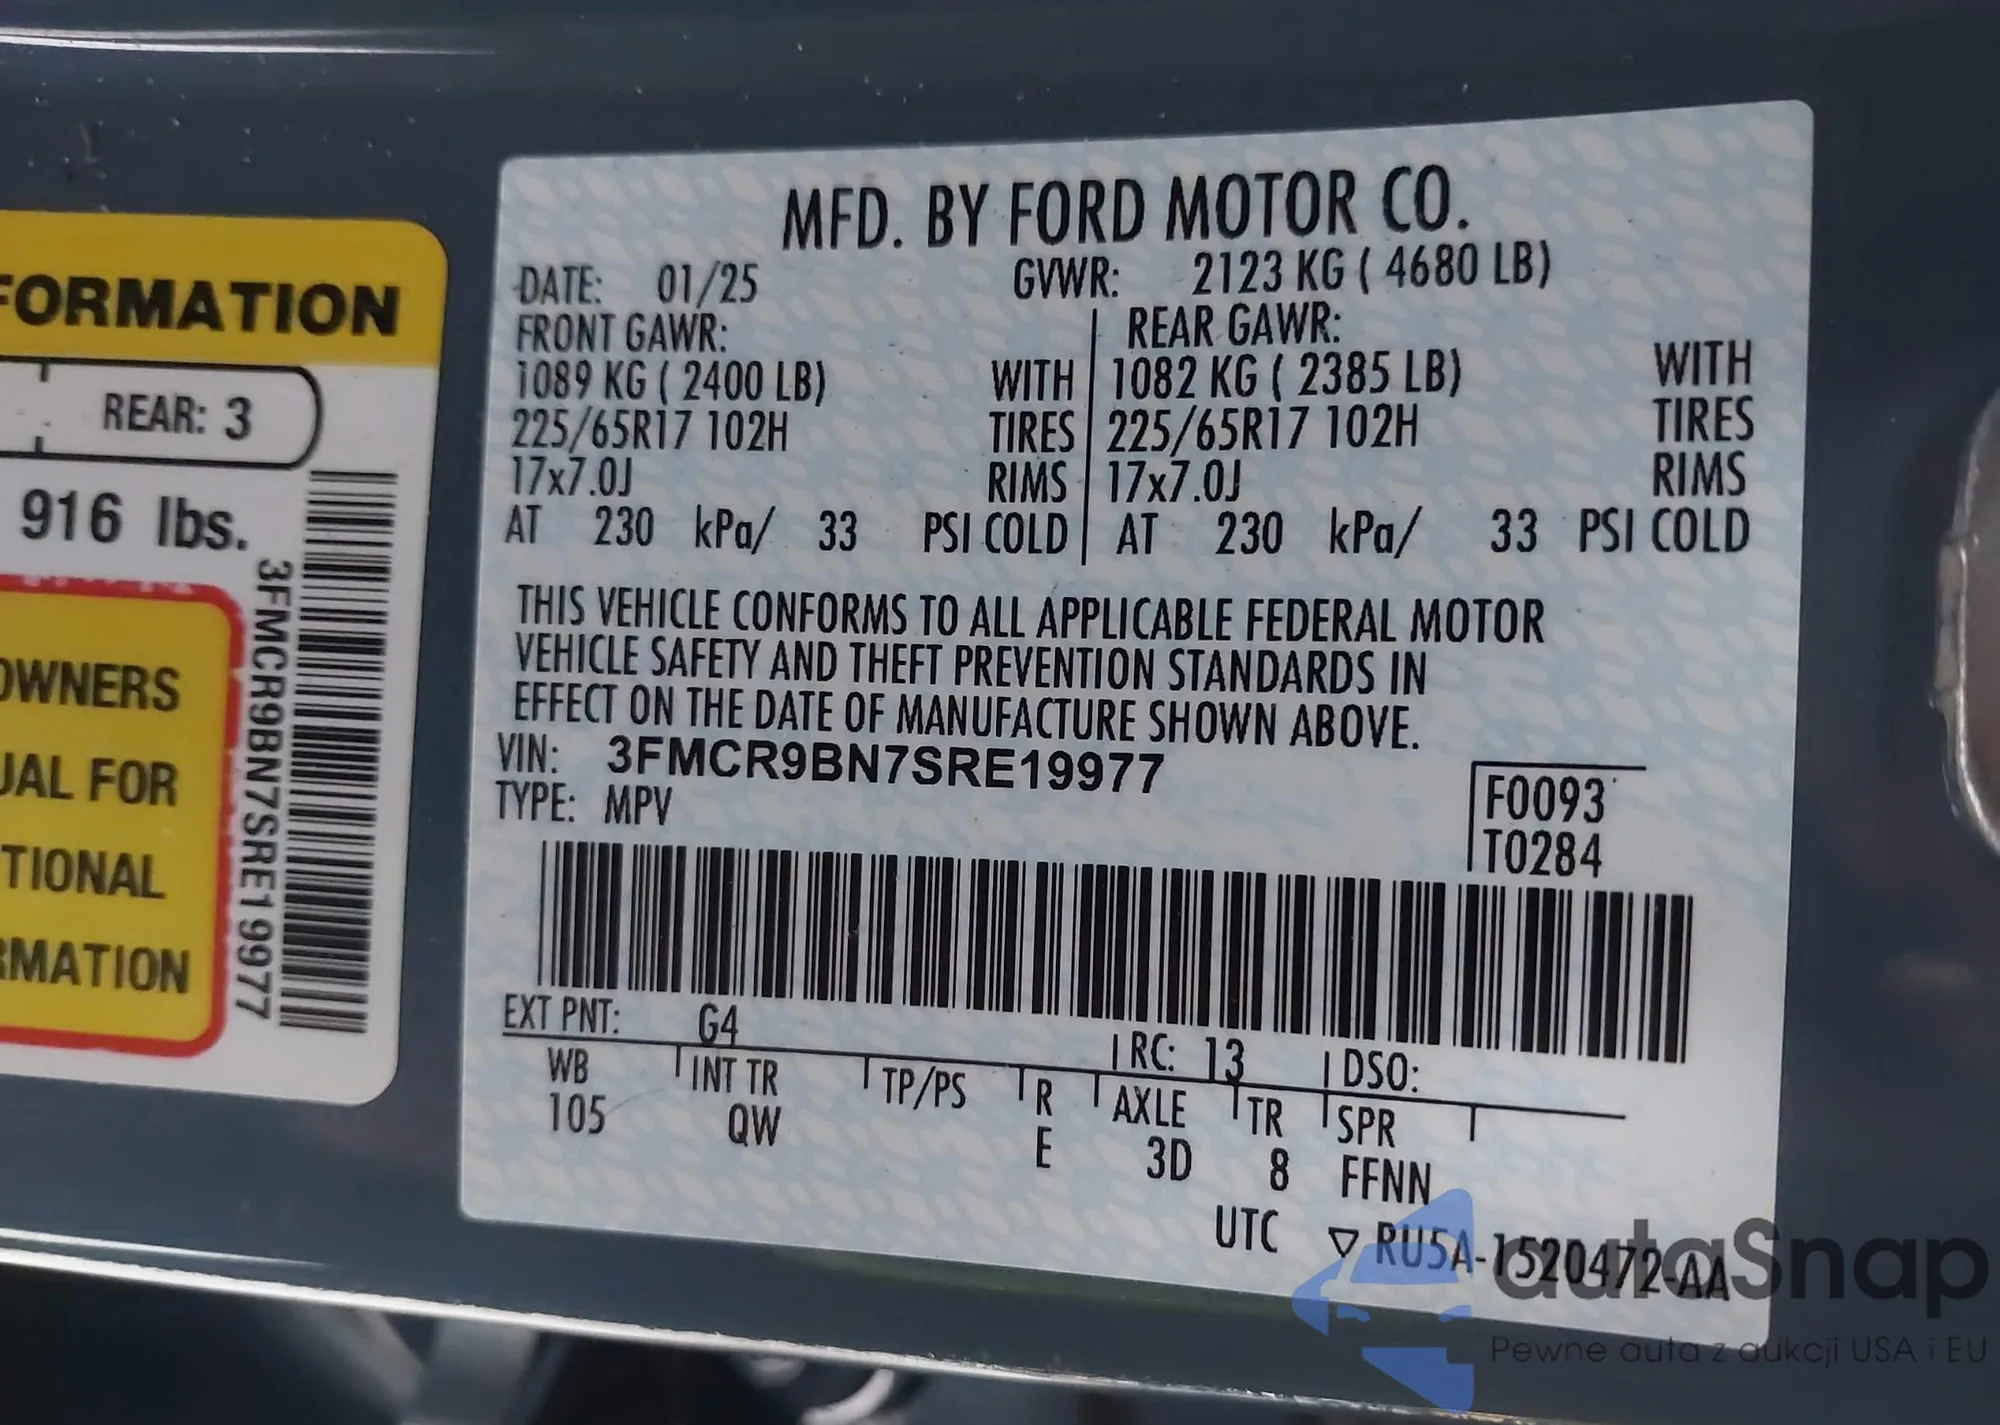 FORMATION
REAR: 3
916 lbs.
3FMCR9BN7SRE19977
OWNERS
UAL FOR
TIONAL
RMATION
MFD. BY FORD MOTOR CO.
DATE: 01/25 GVWR: 2123 KG ( 4680 LB)
FRONT GAWR: REAR GAWR:
1089 KG ( 2400 LB) WITH 1082 KG ( 2385 LB) WITH
225/65R17 102H TIRES 225/65R17 102H TIRES
17x7.0J RIMS 17x7.0J RIMS
AT 230 kPa/ 33 PSI COLD AT 230 kPa/ 33 PSI COLD
THIS VEHICLE CONFORMS TO ALL APPLICABLE FEDERAL MOTOR
VEHICLE SAFETY AND THEFT PREVENTION STANDARDS IN
EFFECT ON THE DATE OF MANUFACTURE SHOWN ABOVE.
VIN: 3FMCR9BN7SRE19977
TYPE: MPV
F0093
T0284
EXT PNT: G4 RC: 13 DSO:
WB INT TR TP/PS R AXLE TR SPR
105 QW E 3D 8 FFNN
UTC ▽ RU5A-1520472-AA
autoSnap
Pewne auta z aukcji USA i EU